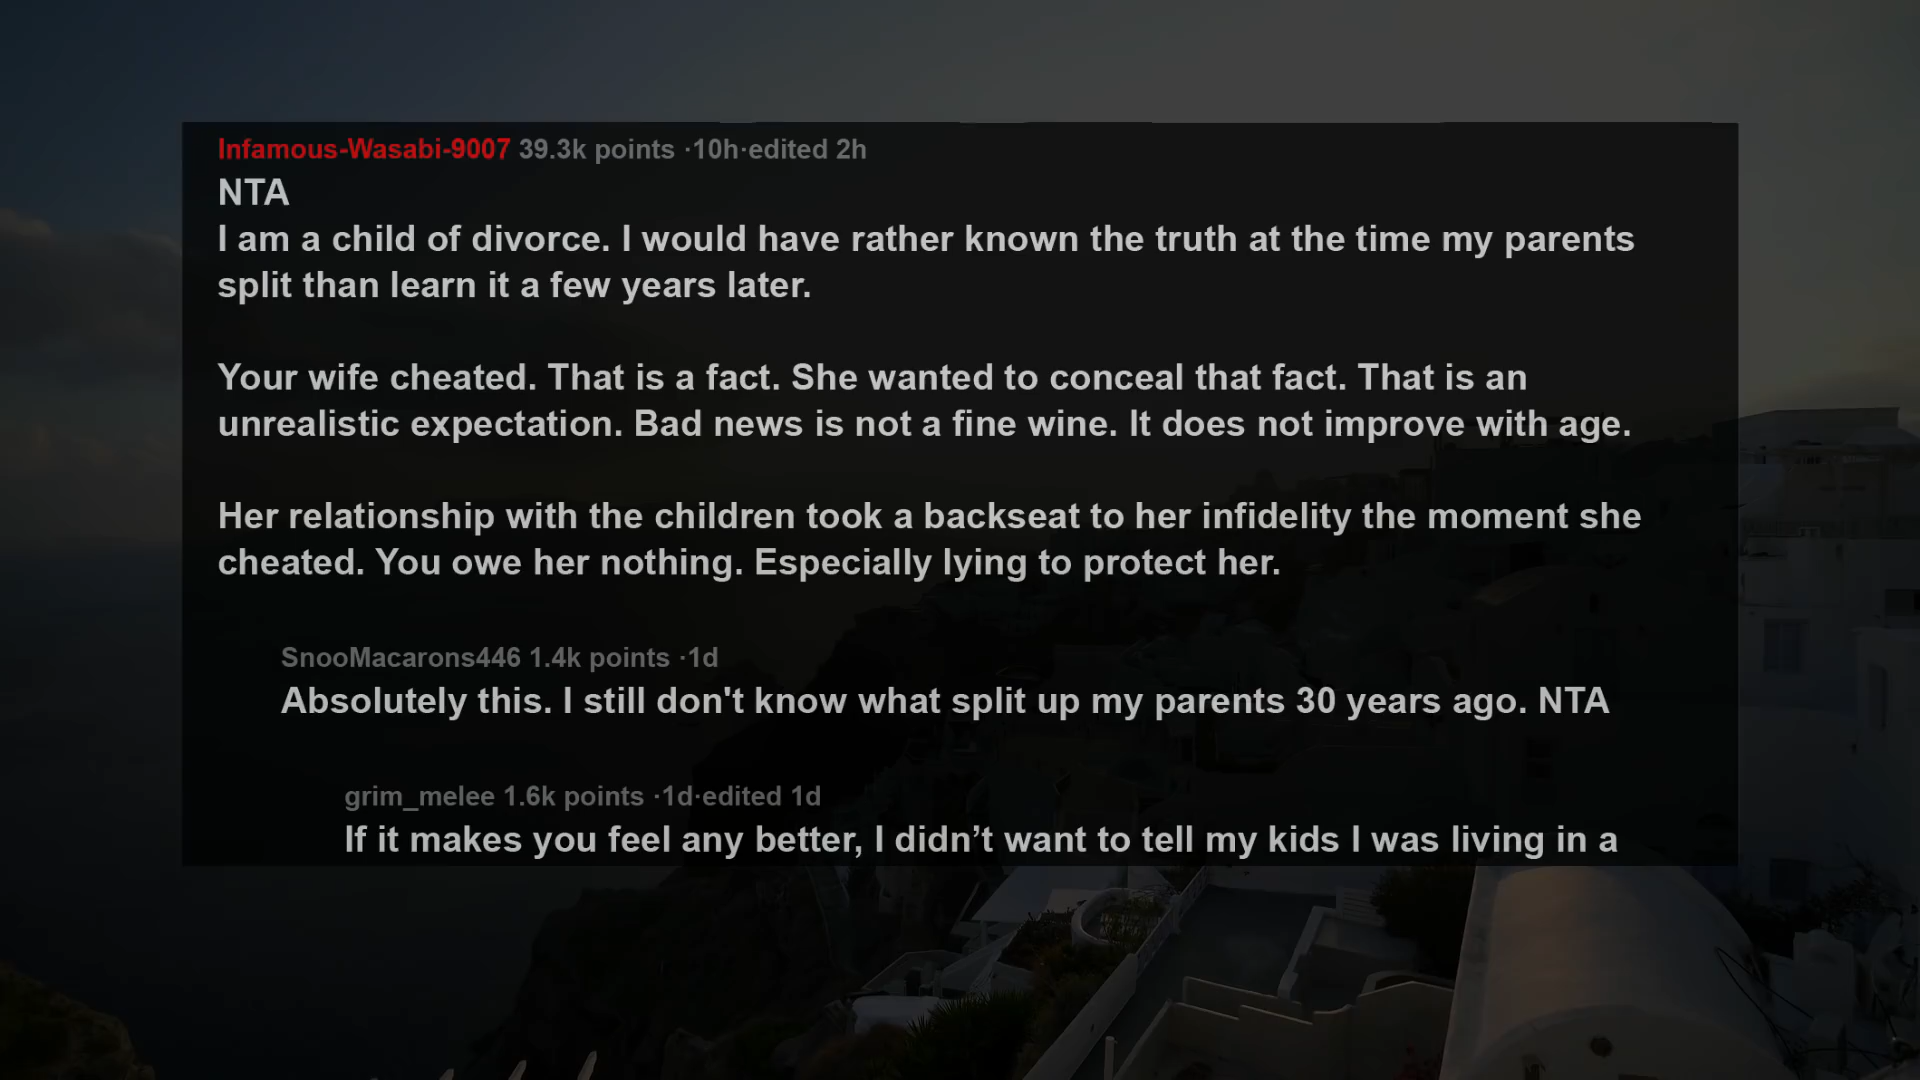 Infamous-Wasabi-9007 39.3k points ·10h·edited 2h
NTA
I am a child of divorce. I would have rather known the truth at the time my parents
split than learn it a few years later.
Your wife cheated. That is a fact. She wanted to conceal that fact. That is an
unrealistic expectation. Bad news is not a fine wine. It does not improve with age.
Her relationship with the children took a backseat to her infidelity the moment she
cheated. You owe her nothing. Especially lying to protect her.
SnooMacarons446 1.4k points ·1d
Absolutely this. I still don't know what split up my parents 30 years ago. NTA
grim_melee 1.6k points ·1d·edited 1d
If it makes you feel any better, I didn’t want to tell my kids I was living in a